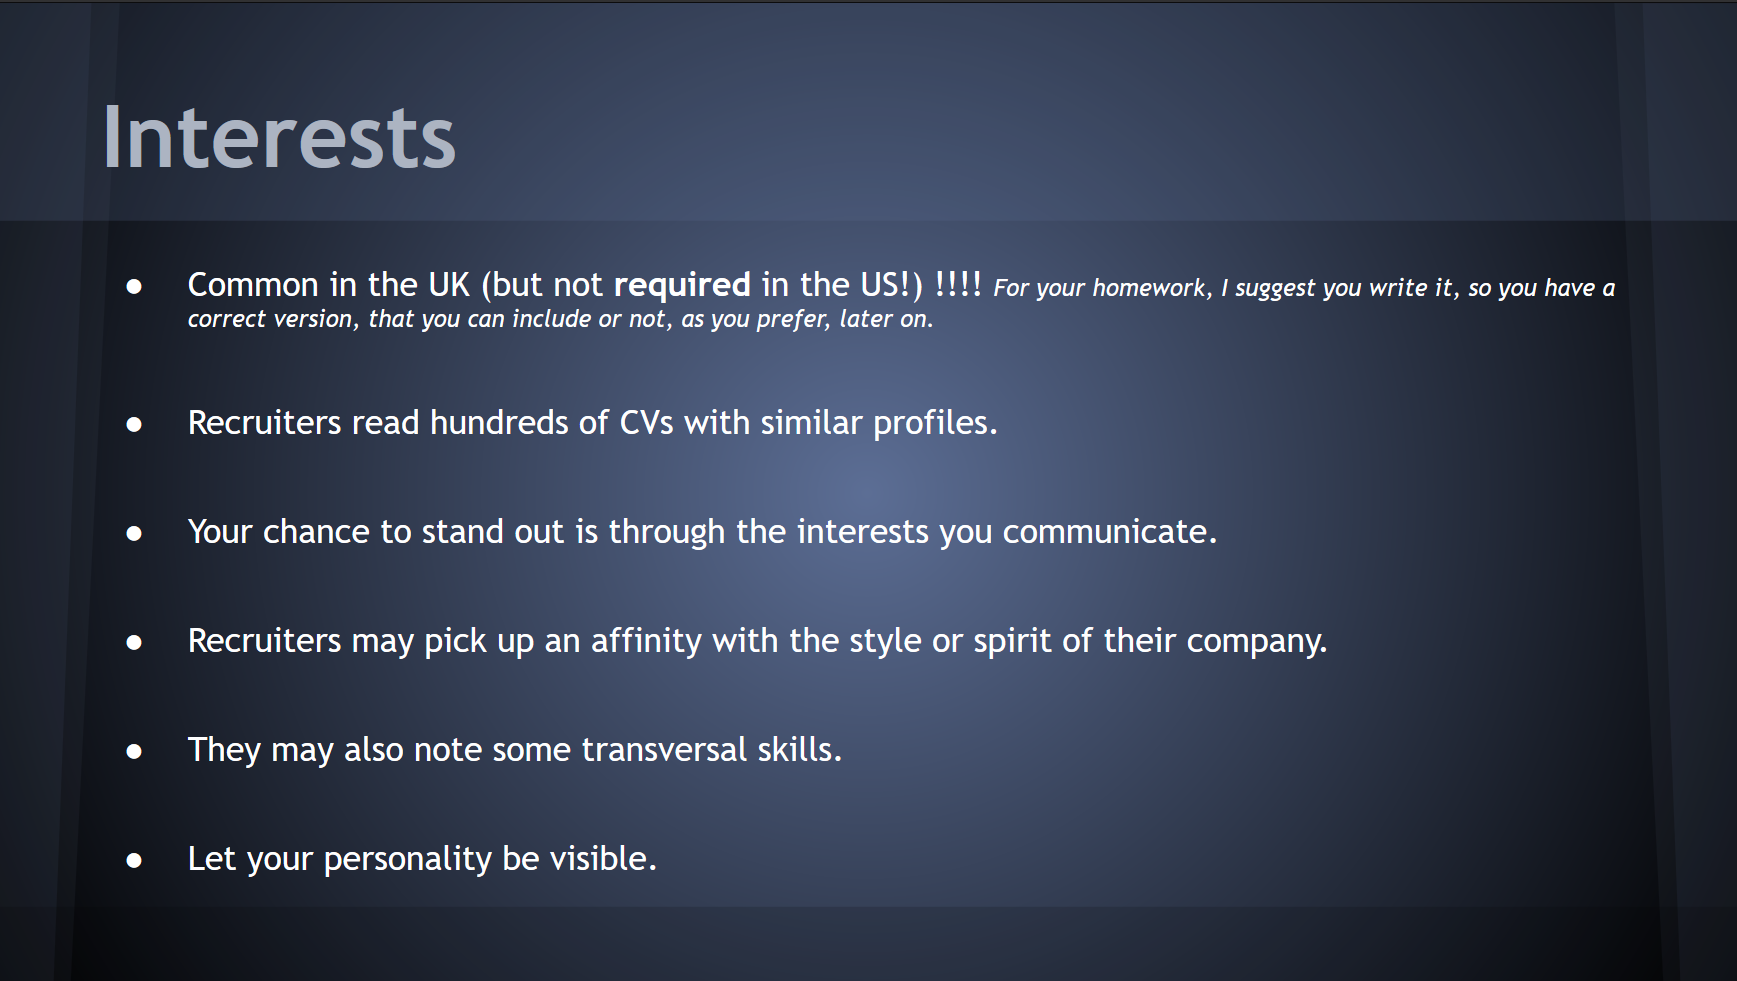 Interests
● Common in the UK (but not required in the US!) !!!! For your homework, I suggest you write it, so you have a
correct version, that you can include or not, as you prefer, later on.
● Recruiters read hundreds of CVs with similar profiles.
● Your chance to stand out is through the interests you communicate.
● Recruiters may pick up an affinity with the style or spirit of their company.
● They may also note some transversal skills.
● Let your personality be visible.